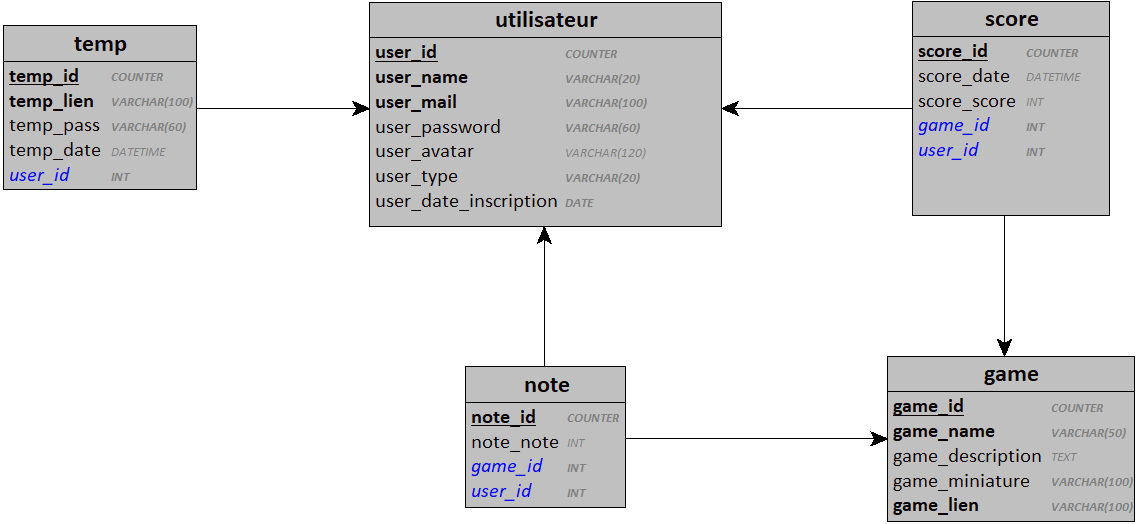 temp
temp_id COUNTER
temp_lien VARCHAR(100)
temp_pass VARCHAR(60)
temp_date DATETIME
user_id INT
utilisateur
user_id COUNTER
user_name VARCHAR(20)
user_mail VARCHAR(100)
user_password VARCHAR(60)
user_avatar VARCHAR(120)
user_type VARCHAR(20)
user_date_inscription DATE
score
score_id COUNTER
score_date DATETIME
score_score INT
game_id INT
user_id INT
note
note_id COUNTER
note_note INT
game_id INT
user_id INT
game
game_id COUNTER
game_name VARCHAR(50)
game_description TEXT
game_miniature VARCHAR(100)
game_lien VARCHAR(100)